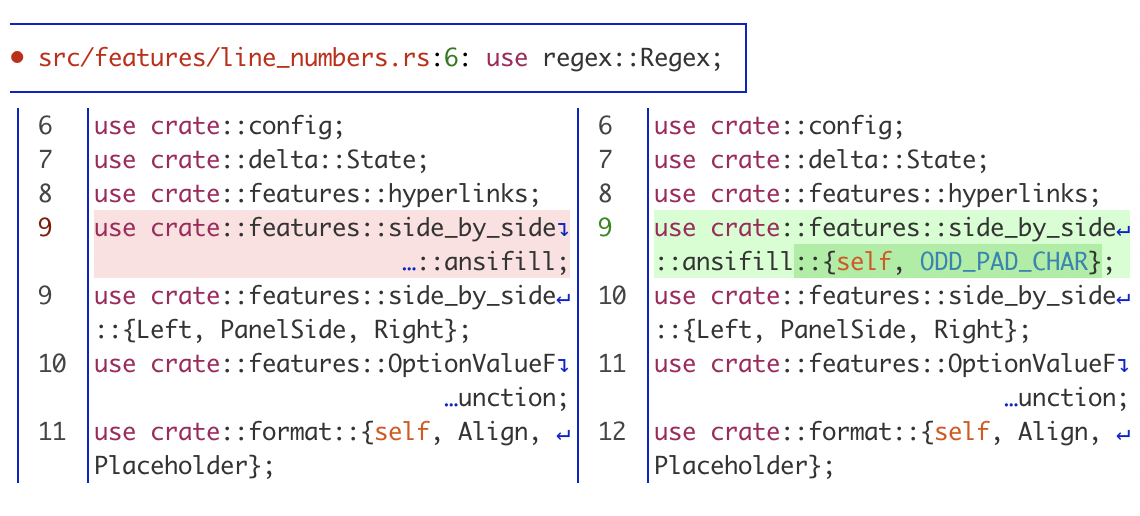 • src/features/line_numbers.rs:6: use regex::Regex;
6 use crate::config;
7 use crate::delta::State;
8 use crate::features::hyperlinks;
9 use crate::features::side_by_side↴
…::ansifill;
9 use crate::features::side_by_side↵
::{Left, PanelSide, Right};
10 use crate::features::OptionValueF↴
…unction;
11 use crate::format::{self, Align, ↵
Placeholder};
6 use crate::config;
7 use crate::delta::State;
8 use crate::features::hyperlinks;
9 use crate::features::side_by_side↵
::ansifill::{self, ODD_PAD_CHAR};
10 use crate::features::side_by_side↵
::{Left, PanelSide, Right};
11 use crate::features::OptionValueF↴
…unction;
12 use crate::format::{self, Align, ↵
Placeholder};